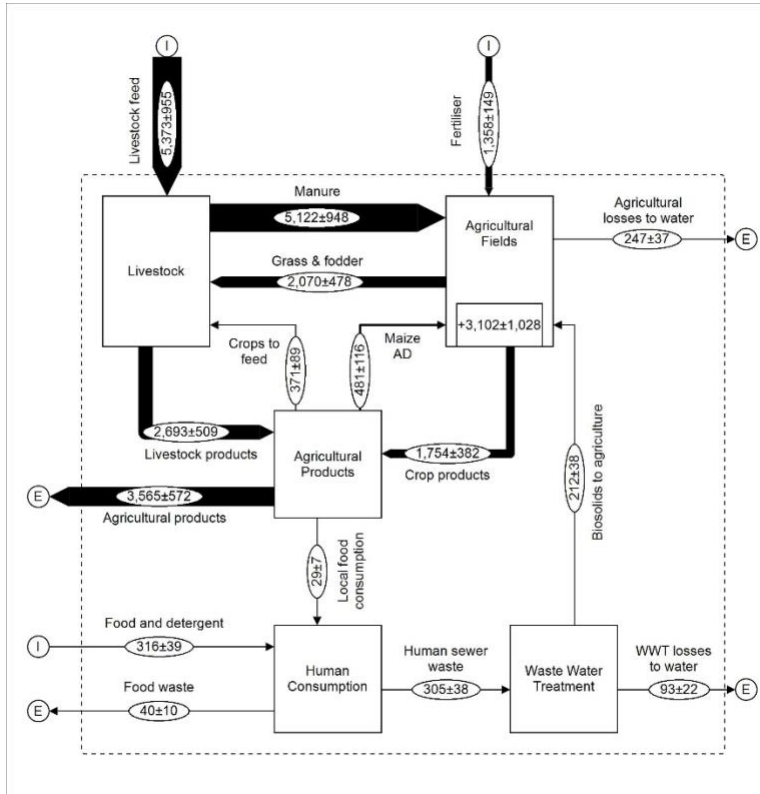 I
I
Livestock feed
5,373±955
Fertiliser
1,358±149
Manure
5,122±948
Livestock
Agricultural
Fields
Agricultural
losses to water
247±37
E
Grass & fodder
2,070±478
+3,102±1,028
Crops to
feed
371±89
481±116
Maize
AD
2,693±509
Livestock products
Agricultural
Products
1,754±382
Crop products
212±38
Biosolids to agriculture
E
3,565±572
Agricultural products
29±7
Local food
consumption
Food and detergent
I
316±39
Human
Consumption
Human sewer
waste
305±38
Waste Water
Treatment
WWT losses
to water
93±22
E
Food waste
E
40±10